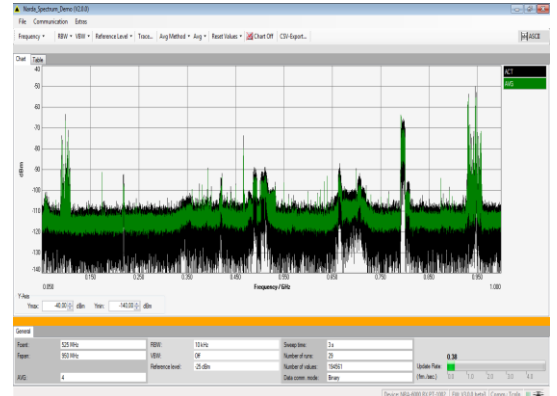 Narda_Spectrum_Demo (V2.0.0)
File Communication Extras
Frequency RBW VBW Reference Level Trace... Avg Method Avg Reset Values Chart Off CSV-Export... ASCII
Chart Table
ACT
AVG
-50
-60
-70
-80
-90
-100
-110
-120
-130
-140
dBm
0.150 0.250 0.350 0.450 0.550 0.650 0.750 0.850 0.950
0.050 Frequency / GHz 1.000
Y-Axis
Ymax: -40.00 dBm Ymin: -140.00 dBm
General
Fcent: 525 MHz RBW: 10 kHz Sweep time: 3 s
Fspan: 950 MHz VBW: Off Number of runs: 29
Reference level: -25 dBm Number of values: 194561 Update Rate 0.38
AVG: 4 Data comm. mode: Binary 0.0 1.0 2.0 3.0 4.0